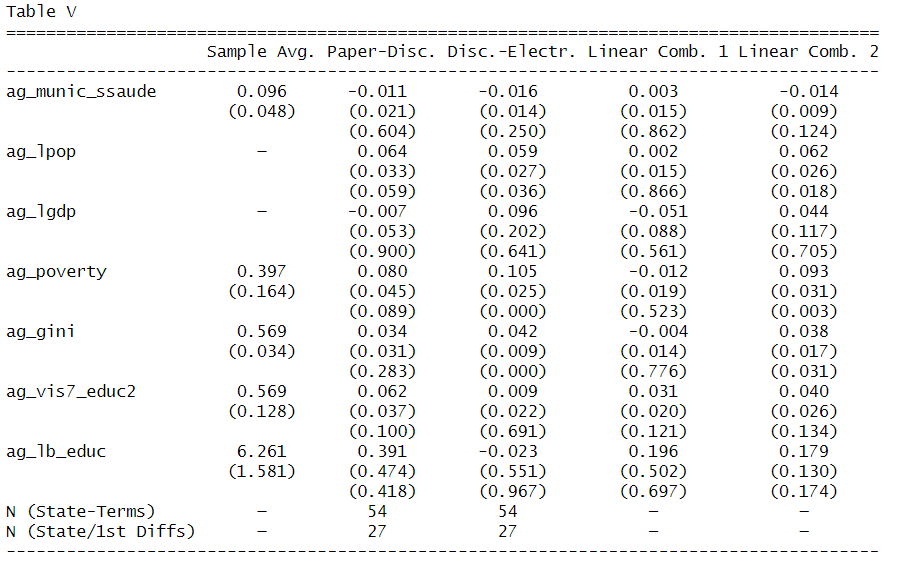 Table V
=======================================================================================
Sample Avg. Paper-Disc. Disc.-Electr. Linear Comb. 1 Linear Comb. 2
---------------------------------------------------------------------------------------
ag_munic_ssaude 0.096 -0.011 -0.016 0.003 -0.014
(0.048) (0.021) (0.014) (0.015) (0.009)
(0.604) (0.250) (0.862) (0.124)
ag_lpop — 0.064 0.059 0.002 0.062
(0.033) (0.027) (0.015) (0.026)
(0.059) (0.036) (0.866) (0.018)
ag_lgdp — -0.007 0.096 -0.051 0.044
(0.053) (0.202) (0.088) (0.117)
(0.900) (0.641) (0.561) (0.705)
ag_poverty 0.397 0.080 0.105 -0.012 0.093
(0.164) (0.045) (0.025) (0.019) (0.031)
(0.089) (0.000) (0.523) (0.003)
ag_gini 0.569 0.034 0.042 -0.004 0.038
(0.034) (0.031) (0.009) (0.014) (0.017)
(0.283) (0.000) (0.776) (0.031)
ag_vis7_educ2 0.569 0.062 0.009 0.031 0.040
(0.128) (0.037) (0.022) (0.020) (0.026)
(0.100) (0.691) (0.121) (0.134)
ag_lb_educ 6.261 0.391 -0.023 0.196 0.179
(1.581) (0.474) (0.551) (0.502) (0.130)
(0.418) (0.967) (0.697) (0.174)
N (State-Terms) — 54 54 — —
N (State/1st Diffs) — 27 27 — —
---------------------------------------------------------------------------------------